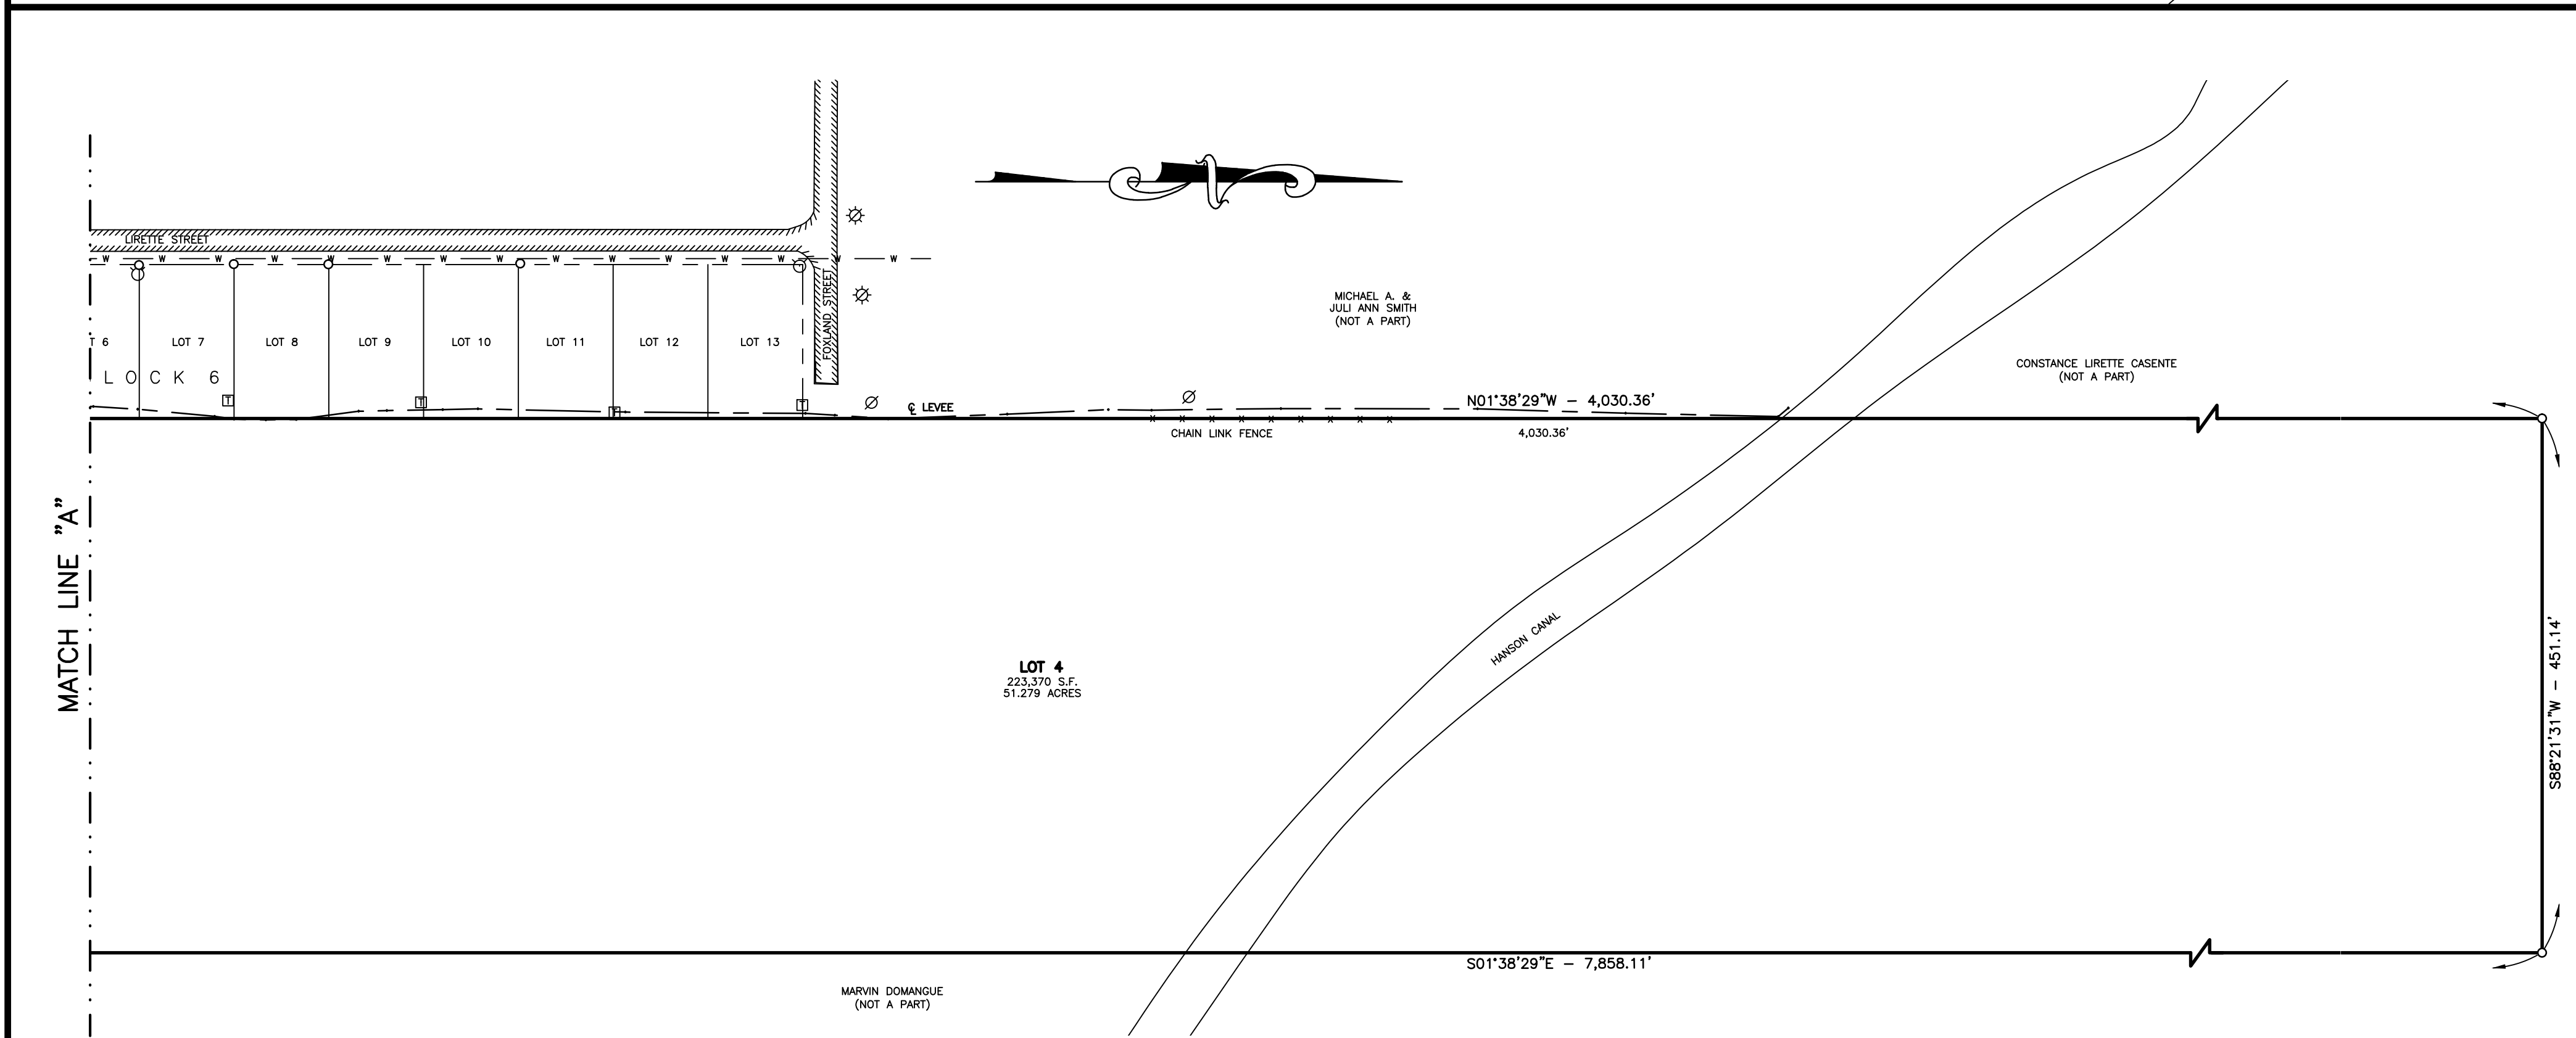 LIRETTE STREET
W W W W W W W W W W W W W W W
FOXLAND STREET
T 6
LOT 7
LOT 8
LOT 9
LOT 10
LOT 11
LOT 12
LOT 13
LOCK 6
T T T T
MICHAEL A. &
JULI ANN SMITH
(NOT A PART)
CONSTANCE LIRETTE CASENTE
(NOT A PART)
℄ LEVEE
N01°38'29"W – 4,030.36'
X X X X X X X X X
CHAIN LINK FENCE
4,030.36'
MATCH LINE "A"
HANSON CANAL
LOT 4
223,370 S.F.
51.279 ACRES
S88°21'31"W – 451.14'
S01°38'29"E – 7,858.11'
MARVIN DOMANGUE
(NOT A PART)